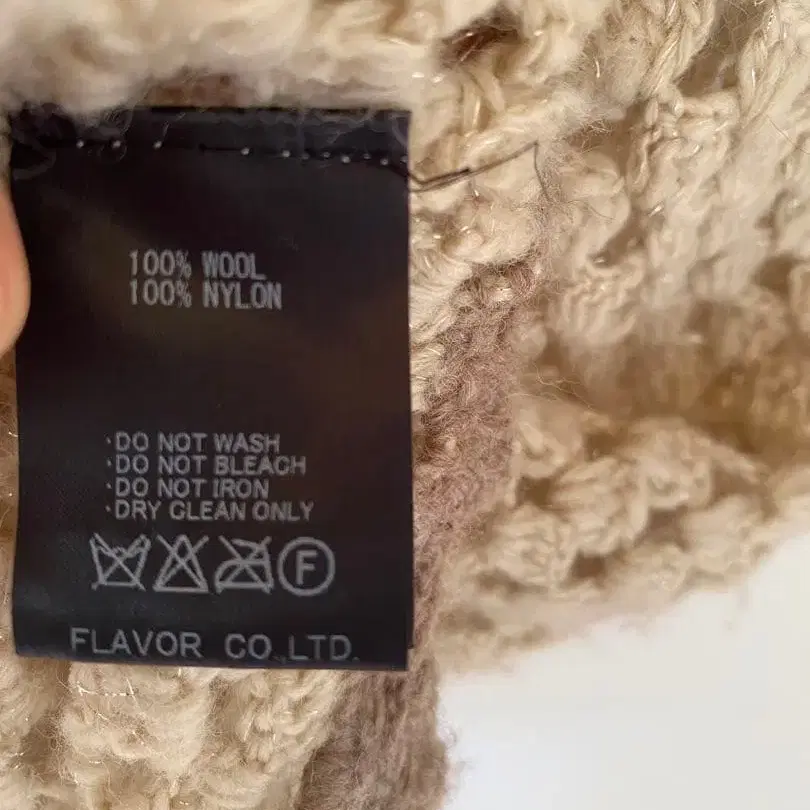 100% WOOL
100% NYLON
·DO NOT WASH
·DO NOT BLEACH
·DO NOT IRON
·DRY CLEAN ONLY
F
FLAVOR CO.,LTD.